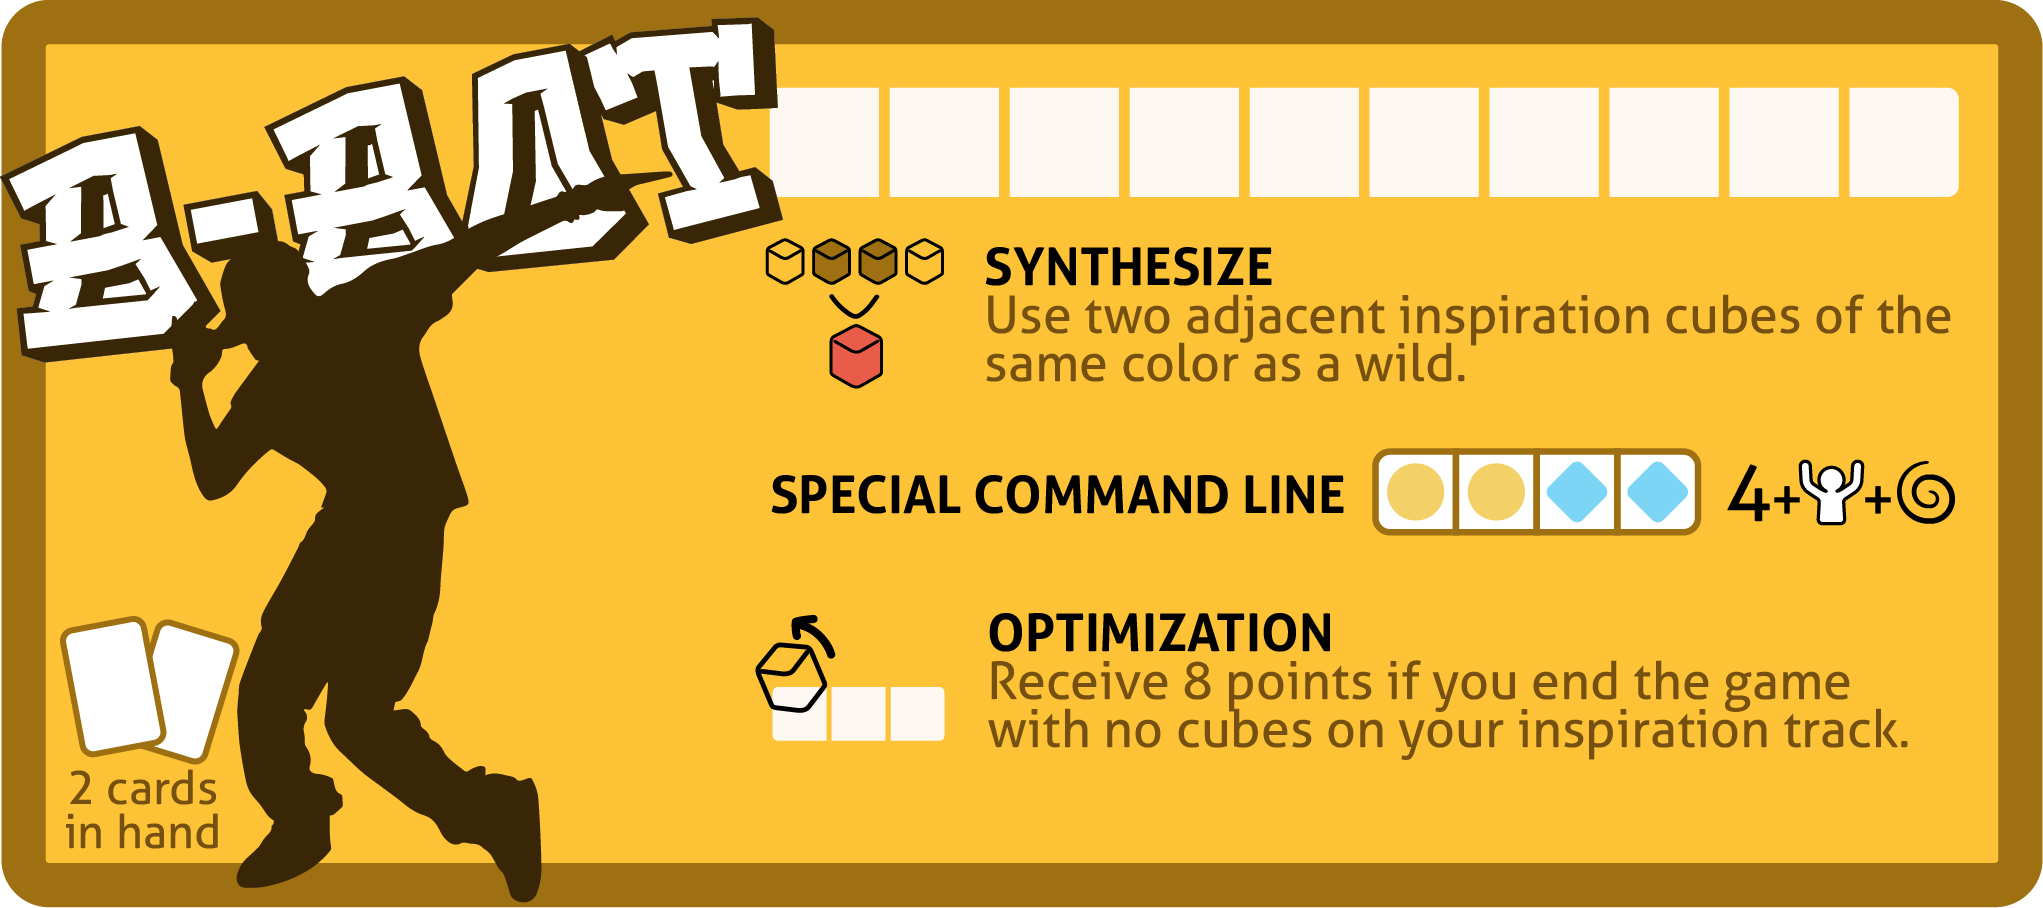 B-BOT
SYNTHESIZE
Use two adjacent inspiration cubes of the
same color as a wild.
SPECIAL COMMAND LINE 4+ +
OPTIMIZATION
Receive 8 points if you end the game
with no cubes on your inspiration track.
2 cards
in hand